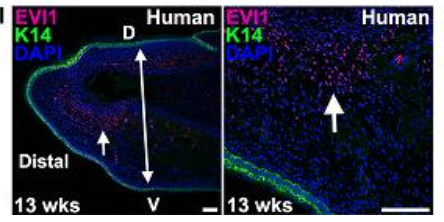 EVI1 Human
K14 D
DAPI
Distal
13 wks V
EVI1 Human
K14
DAPI
13 wks